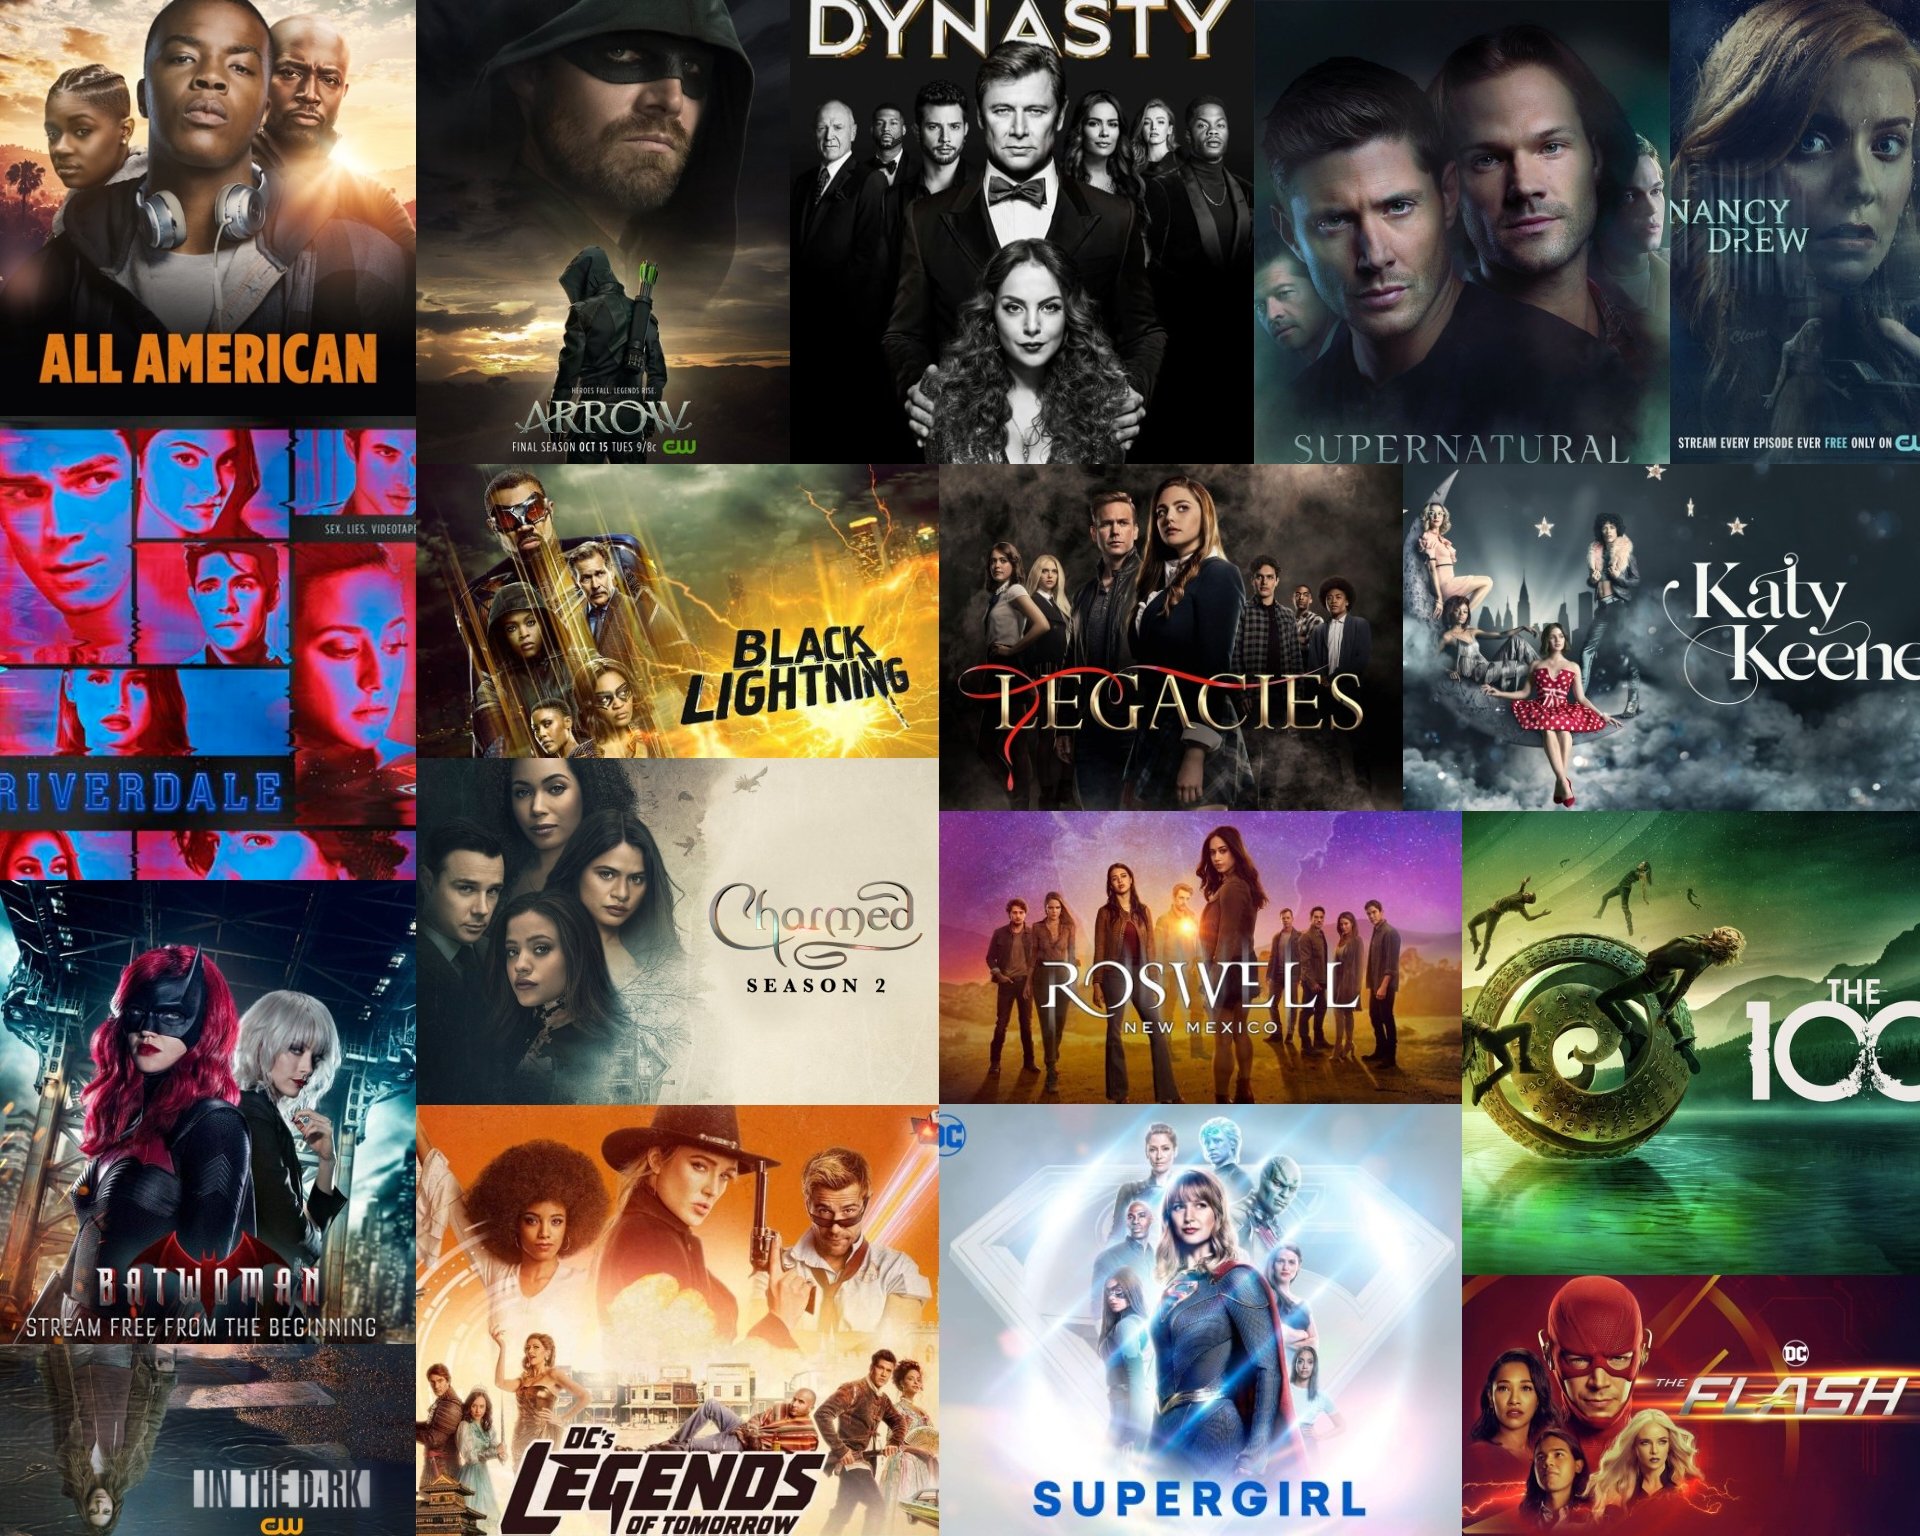 ALL AMERICAN
HEROES FALL. LEGENDS RISE.
ARROW
FINAL SEASON OCT 15 TUES 9/8c CW
DYNASTY
SUPERNATURAL
NANCY
DREW
STREAM EVERY EPISODE EVER FREE ONLY ON CW
SEX. LIES. VIDEOTAPE
RIVERDALE
BLACK
LIGHTNING
LEGACIES
Katy
Keene
Charmed
SEASON 2
ROSWELL
NEW MEXICO
THE
100
BATWOMAN
STREAM FREE FROM THE BEGINNING
IN THE DARK
THE CW
DC'S
LEGENDS
OF TOMORROW
DC
SUPERGIRL
DC
THE FLASH